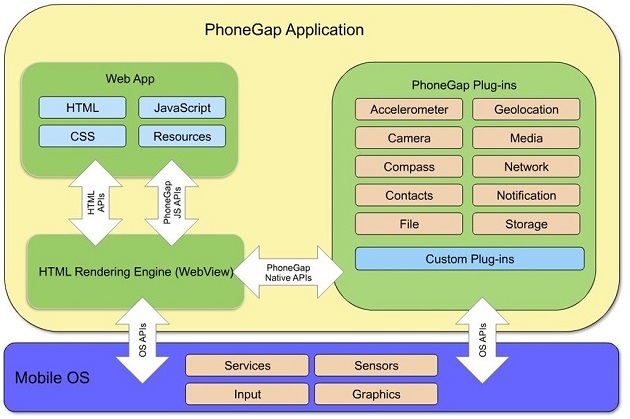 PhoneGap Application
Web App
HTML
JavaScript
CSS
Resources
HTML
APIs
PhoneGap
JS APIs
HTML Rendering Engine (WebView)
PhoneGap
Native APIs
PhoneGap Plug-ins
Accelerometer
Geolocation
Camera
Media
Compass
Network
Contacts
Notification
File
Storage
Custom Plug-ins
OS APIs
OS APIs
Mobile OS
Services
Sensors
Input
Graphics